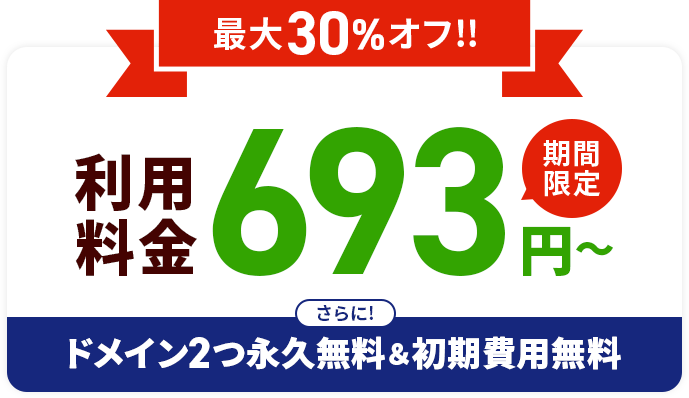 最大30%オフ!!
利用
料金
693
円～
期間
限定
さらに!
ドメイン2つ永久無料&初期費用無料